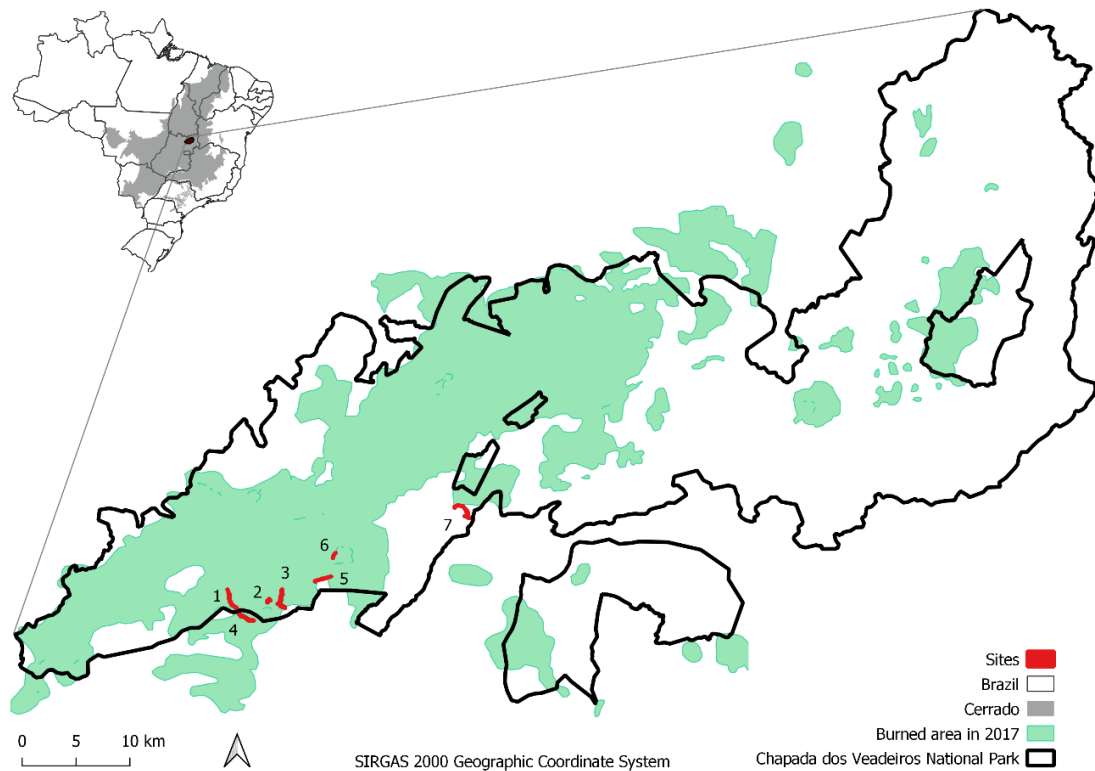 7
6
5
3
1
2
4
Sites
Brazil
Cerrado
Burned area in 2017
Chapada dos Veadeiros National Park
0 5 10 km
SIRGAS 2000 Geographic Coordinate System